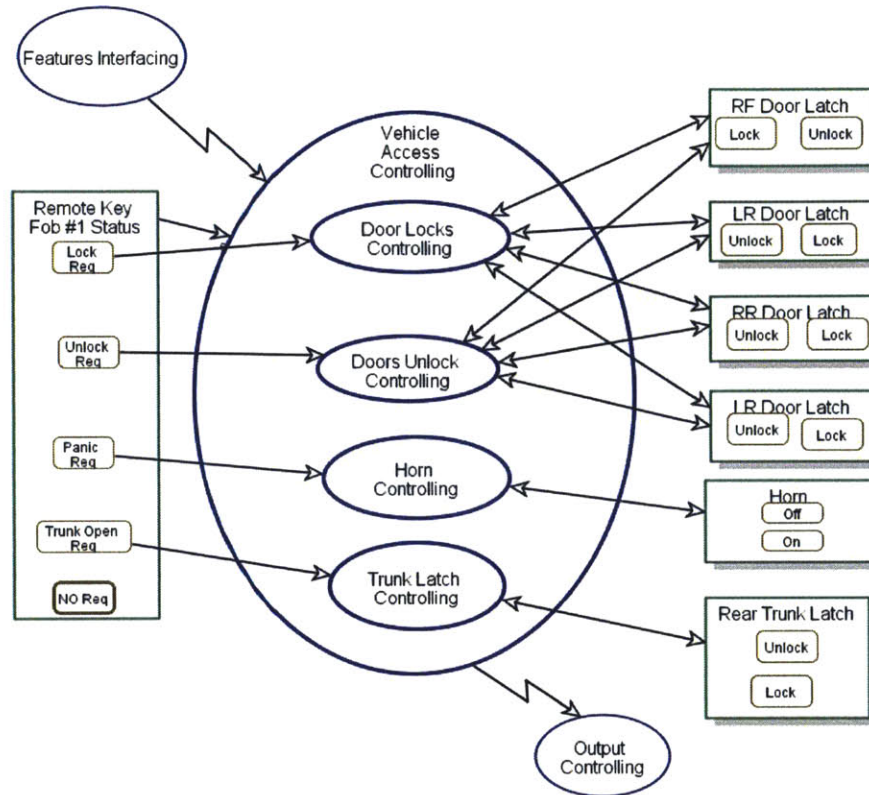 Features Interfacing
Vehicle
Access
Controlling
Remote Key
Fob #1 Status
Lock
Req
Unlock
Req
Panic
Req
Trunk Open
Req
NO Req
Door Locks
Controlling
Doors Unlock
Controlling
Horn
Controlling
Trunk Latch
Controlling
RF Door Latch
Lock Unlock
LR Door Latch
Unlock Lock
RR Door Latch
Unlock Lock
LR Door Latch
Unlock Lock
Horn
Off
On
Rear Trunk Latch
Unlock
Lock
Output
Controlling